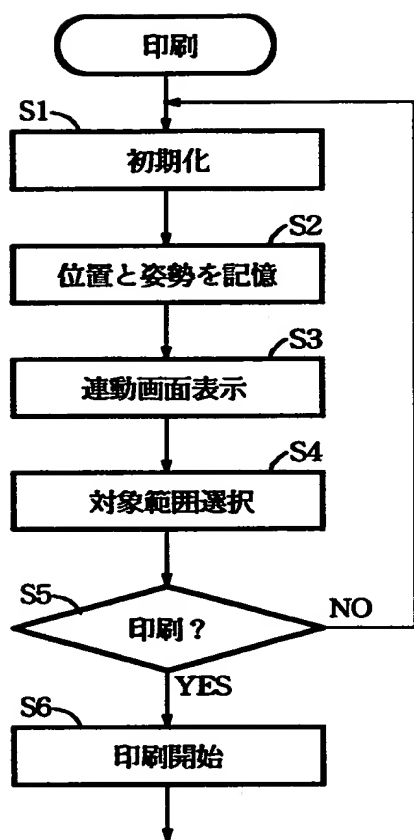 印刷
S1
初期化
S2
位置と姿勢を記憶
S3
連動画面表示
S4
対象範囲選択
S5
印刷？
NO
YES
S6
印刷開始